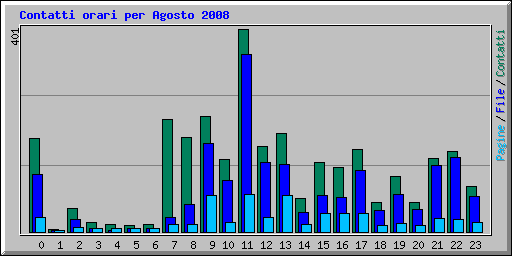 Contatti orari per Agosto 2008
401
Pagine / File / Contatti
0 1 2 3 4 5 6 7 8 9 10 11 12 13 14 15 16 17 18 19 20 21 22 23